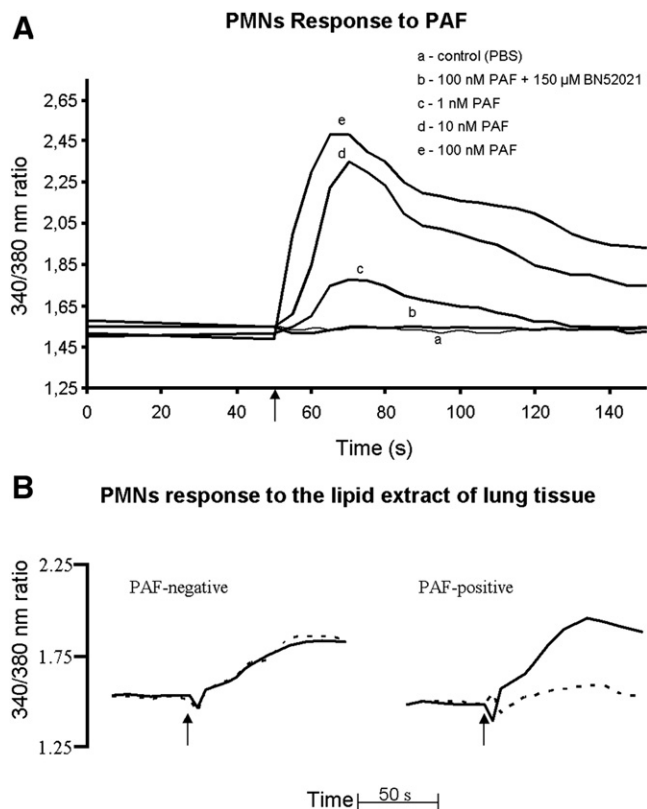 A
PMNs Response to PAF
a - control (PBS)
b - 100 nM PAF + 150 µM BN52021
c - 1 nM PAF
d - 10 nM PAF
e - 100 nM PAF
340/380 nm ratio
2,65
2,45
2,25
2,05
1,85
1,65
1,45
1,25
e
d
c
b
a
0 20 40 60 80 100 120 140
Time (s)
B
PMNs response to the lipid extract of lung tissue
340/380 nm ratio
2.25
1.75
1.25
PAF-negative
PAF-positive
Time 50 s